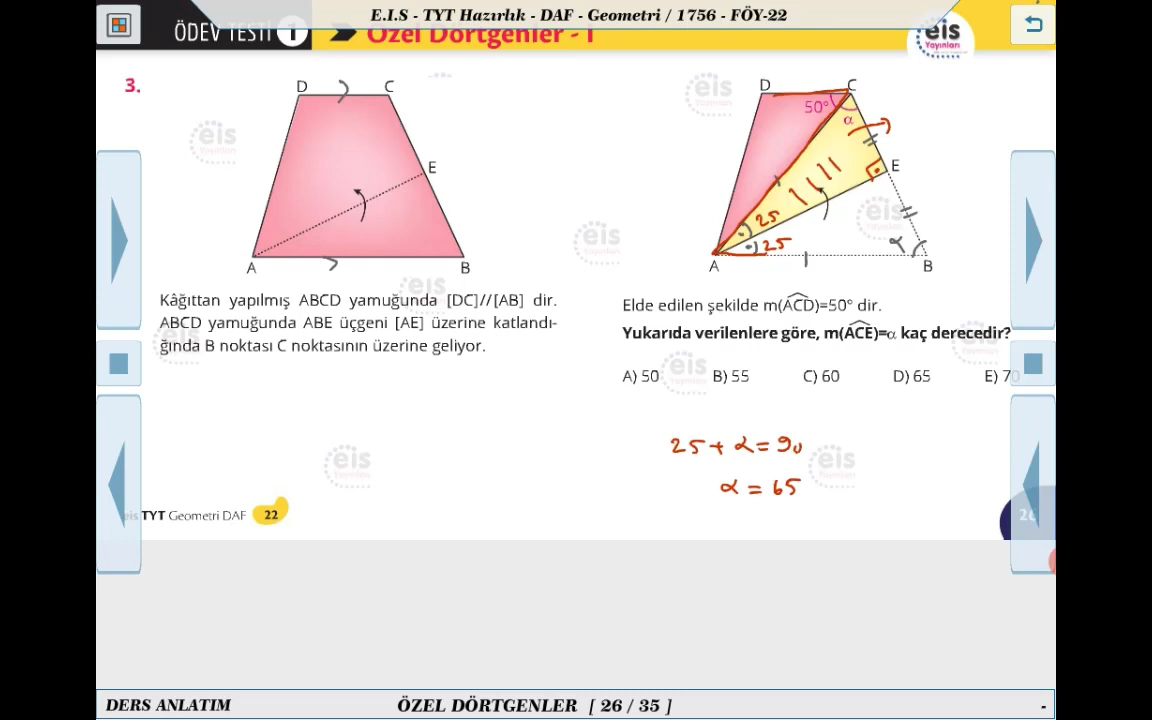 E.I.S - TYT Hazırlık - DAF - Geometri / 1756 - FÖY-22
ÖDEV TESTİ 1
Özel Dörtgenler - I
eis
Yayınları
3.
D C
E
A B
D C
50°
α
E
25
25
α
A B
Kâğıttan yapılmış ABCD yamuğunda [DC]//[AB] dir.
ABCD yamuğunda ABE üçgeni [AE] üzerine katlandı-
ğında B noktası C noktasının üzerine geliyor.
Elde edilen şekilde m(ACD)=50° dir.
Yukarıda verilenlere göre, m(ACE)=α kaç derecedir?
A) 50 B) 55 C) 60 D) 65 E) 70
25 + α = 90
α = 65
eis TYT Geometri DAF 22
26
DERS ANLATIM
ÖZEL DÖRTGENLER [ 26 / 35 ]
-